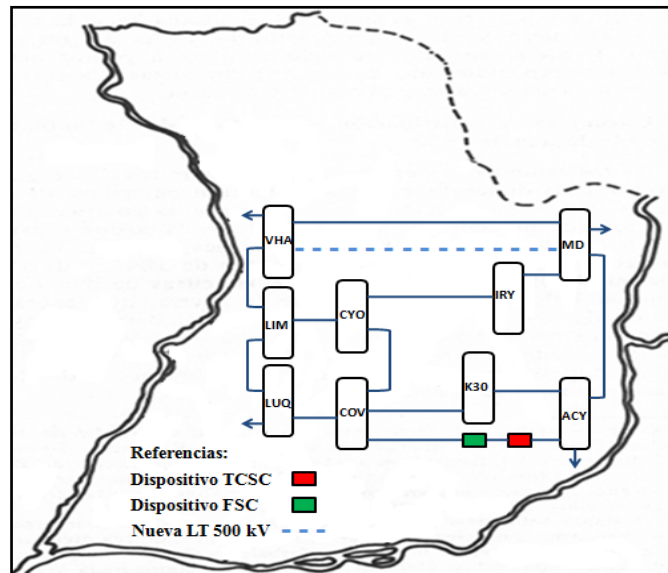 VHA
MD
IRY
CYO
LIM
K30
LUQ
COV
ACY
Referencias:
Dispositivo TCSC
Dispositivo FSC
Nueva LT 500 kV